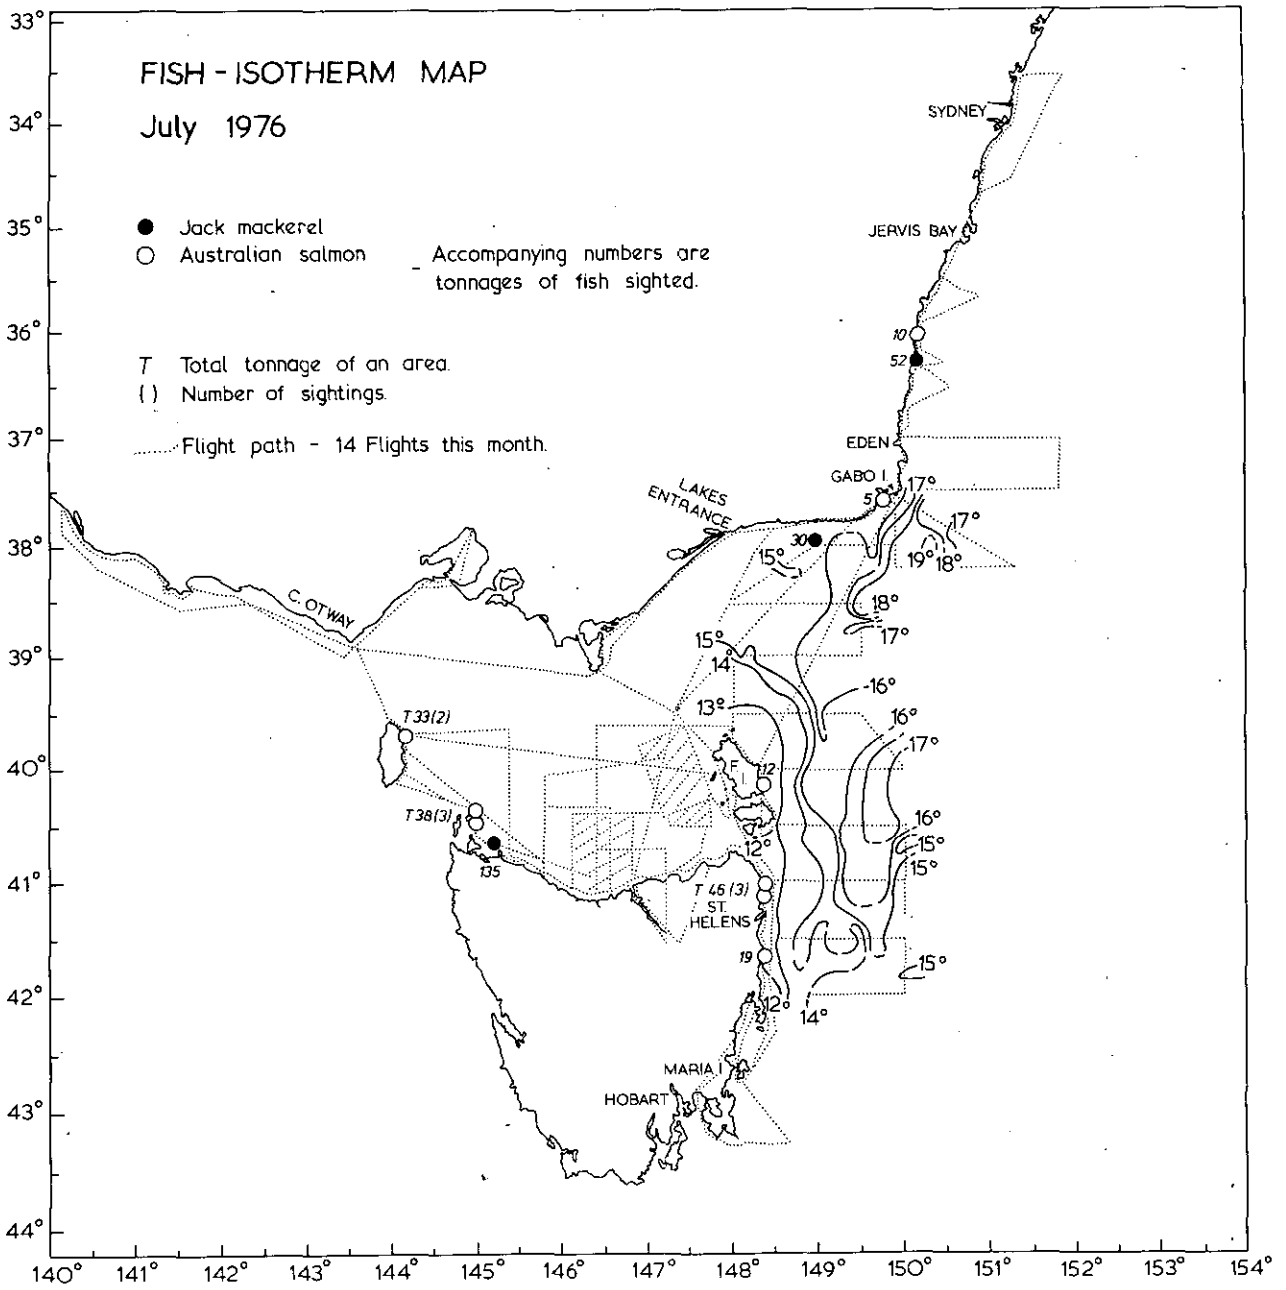 FISH - ISOTHERM MAP
July 1976
Jack mackerel
Australian salmon
- Accompanying numbers are
tonnages of fish sighted.
T Total tonnage of an area.
( ) Number of sightings.
Flight path - 14 Flights this month.
33°
34°
35°
36°
37°
38°
39°
40°
41°
42°
43°
44°
SYDNEY
JERVIS BAY
10
52
EDEN
GABO I.
5
17°
LAKES
ENTRANCE
30
15°
17°
19°
18°
C. OTWAY
18°
17°
15°
14°
13°
16°
16°
17°
T 33(2)
F.
I.
12
T 38(3)
135
12°
16°
15°
15°
T 46 (3)
ST.
HELENS
19
15°
12°
14°
MARIA I.
HOBART
140° 141° 142° 143° 144° 145° 146° 147° 148° 149° 150° 151° 152° 153° 154°